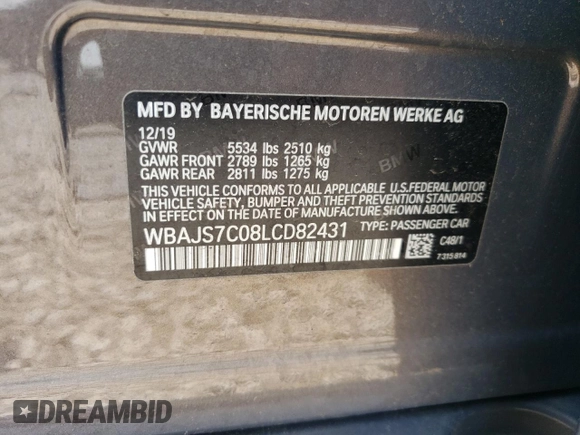 MFD BY BAYERISCHE MOTOREN WERKE AG
12/19
GVWR 5534 lbs 2510 kg
GAWR FRONT 2789 lbs 1265 kg
GAWR REAR 2811 lbs 1275 kg
THIS VEHICLE CONFORMS TO ALL APPLICABLE U.S.FEDERAL MOTOR
VEHICLE SAFETY, BUMPER AND THEFT PREVENTION STANDARDS
IN EFFECT ON THE DATE OF MANUFACTURE SHOWN ABOVE.
WBAJS7C08LCD82431 TYPE: PASSENGER CAR
C48/1
7315814
DREAMBID